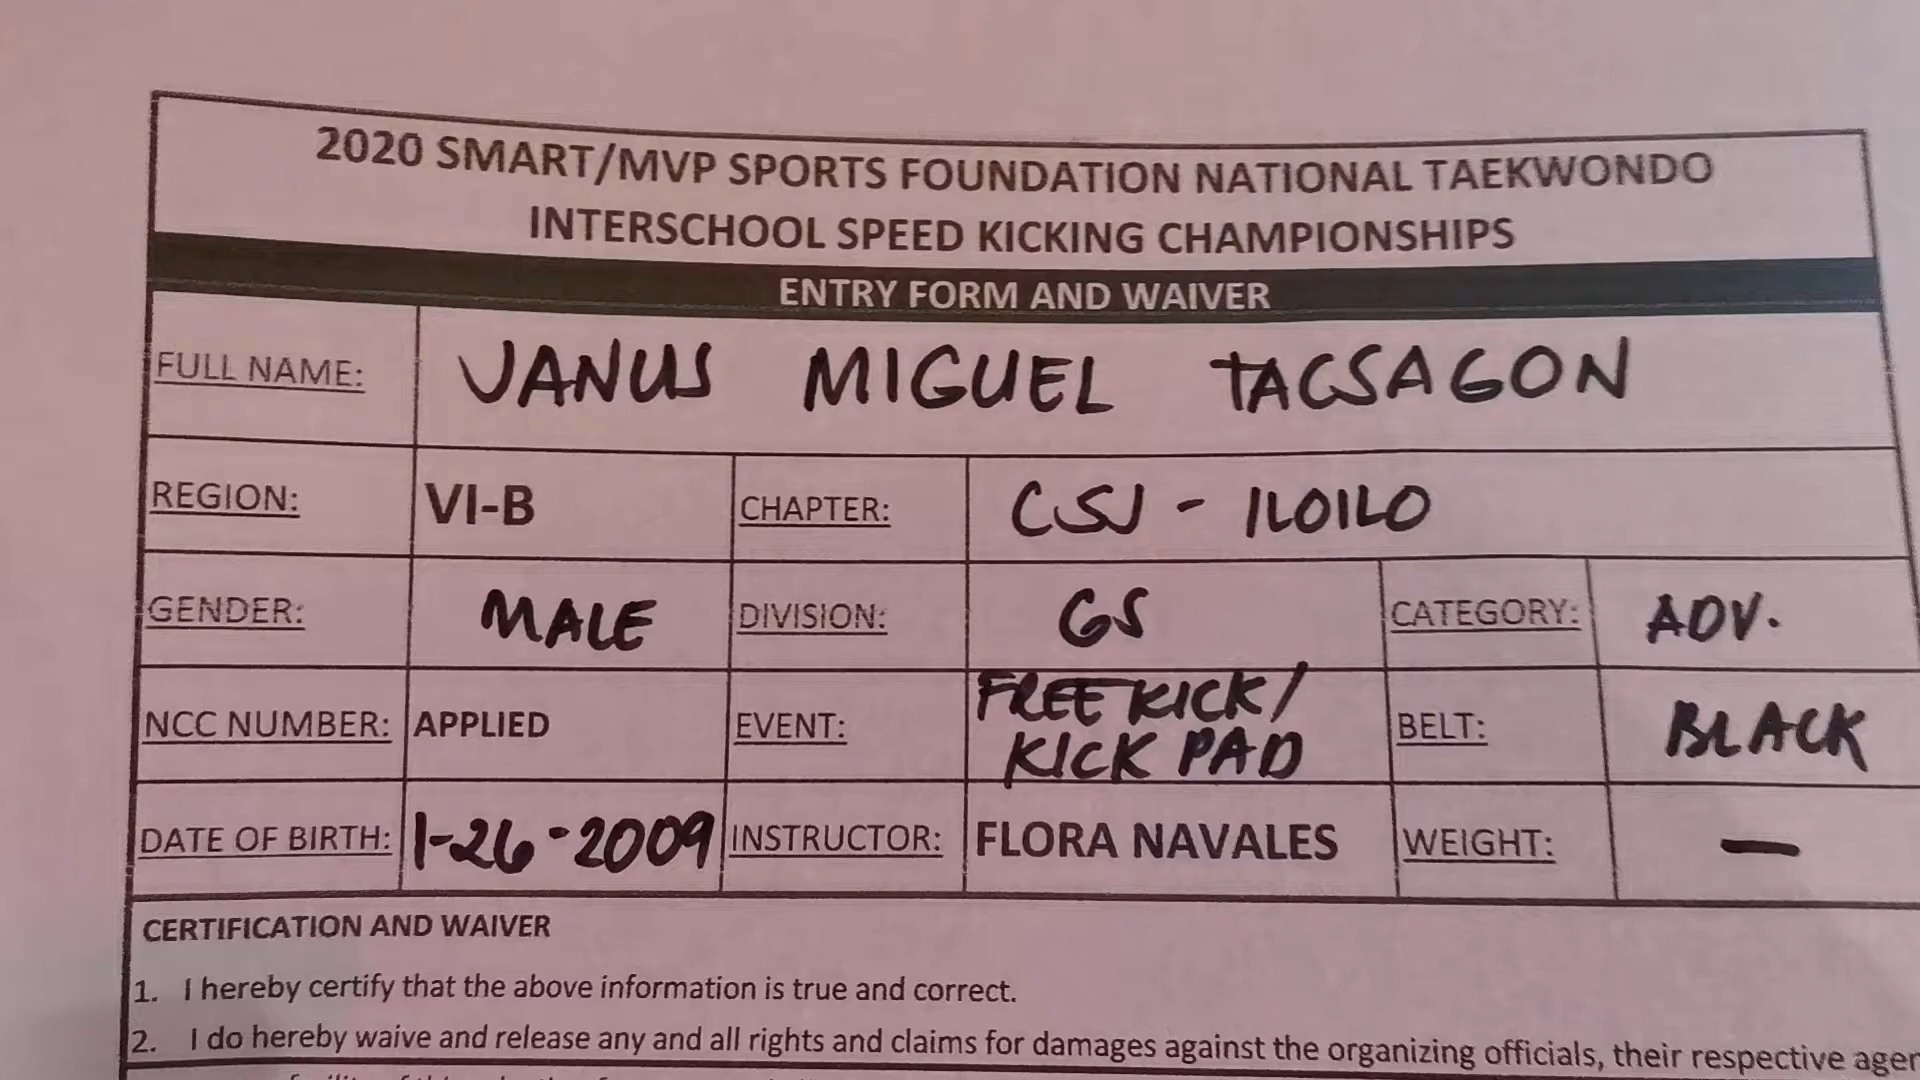 2020 SMART/MVP SPORTS FOUNDATION NATIONAL TAEKWONDO
INTERSCHOOL SPEED KICKING CHAMPIONSHIPS
ENTRY FORM AND WAIVER
FULL NAME: JANUS MIGUEL TACSAGON
REGION: VI-B CHAPTER: CSJ - ILOILO
GENDER: MALE DIVISION: GS CATEGORY: ADV.
NCC NUMBER: APPLIED EVENT: FREE KICK/ KICK PAD BELT: BLACK
DATE OF BIRTH: 1-26-2009 INSTRUCTOR: FLORA NAVALES WEIGHT: —
CERTIFICATION AND WAIVER
1. I hereby certify that the above information is true and correct.
2. I do hereby waive and release any and all rights and claims for damages against the organizing officials, their respective